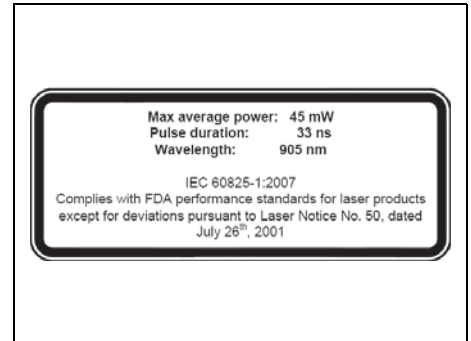 Max average power: 45 mW
Pulse duration: 33 ns
Wavelength: 905 nm
IEC 60825-1:2007
Complies with FDA performance standards for laser products
except for deviations pursuant to Laser Notice No. 50, dated
July 26th, 2001